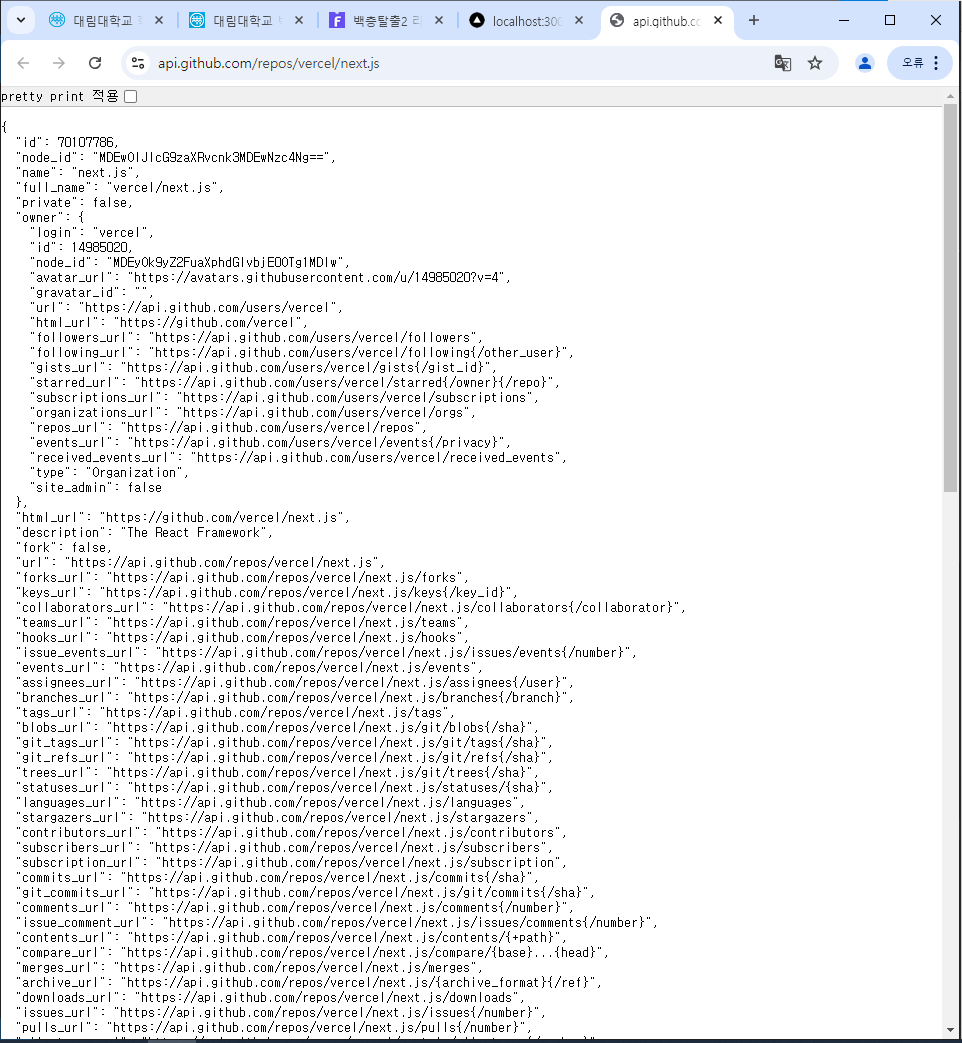 대림대학교
대림대학교
백층탈출2
localhost:300
api.github.co
api.github.com/repos/vercel/next.js
오류
pretty print 적용
{
"id": 70107786,
"node_id": "MDEwOlJlcG9zaXRvcnk3MDEwNzc4Ng==",
"name": "next.js",
"full_name": "vercel/next.js",
"private": false,
"owner": {
"login": "vercel",
"id": 14985020,
"node_id": "MDEyOk9yZ2FuaXphdGlvbjE0OTg1MDIw",
"avatar_url": "https://avatars.githubusercontent.com/u/14985020?v=4",
"gravatar_id": "",
"url": "https://api.github.com/users/vercel",
"html_url": "https://github.com/vercel",
"followers_url": "https://api.github.com/users/vercel/followers",
"following_url": "https://api.github.com/users/vercel/following{/other_user}",
"gists_url": "https://api.github.com/users/vercel/gists{/gist_id}",
"starred_url": "https://api.github.com/users/vercel/starred{/owner}{/repo}",
"subscriptions_url": "https://api.github.com/users/vercel/subscriptions",
"organizations_url": "https://api.github.com/users/vercel/orgs",
"repos_url": "https://api.github.com/users/vercel/repos",
"events_url": "https://api.github.com/users/vercel/events{/privacy}",
"received_events_url": "https://api.github.com/users/vercel/received_events",
"type": "Organization",
"site_admin": false
},
"html_url": "https://github.com/vercel/next.js",
"description": "The React Framework",
"fork": false,
"url": "https://api.github.com/repos/vercel/next.js",
"forks_url": "https://api.github.com/repos/vercel/next.js/forks",
"keys_url": "https://api.github.com/repos/vercel/next.js/keys{/key_id}",
"collaborators_url": "https://api.github.com/repos/vercel/next.js/collaborators{/collaborator}",
"teams_url": "https://api.github.com/repos/vercel/next.js/teams",
"hooks_url": "https://api.github.com/repos/vercel/next.js/hooks",
"issue_events_url": "https://api.github.com/repos/vercel/next.js/issues/events{/number}",
"events_url": "https://api.github.com/repos/vercel/next.js/events",
"assignees_url": "https://api.github.com/repos/vercel/next.js/assignees{/user}",
"branches_url": "https://api.github.com/repos/vercel/next.js/branches{/branch}",
"tags_url": "https://api.github.com/repos/vercel/next.js/tags",
"blobs_url": "https://api.github.com/repos/vercel/next.js/git/blobs{/sha}",
"git_tags_url": "https://api.github.com/repos/vercel/next.js/git/tags{/sha}",
"git_refs_url": "https://api.github.com/repos/vercel/next.js/git/refs{/sha}",
"trees_url": "https://api.github.com/repos/vercel/next.js/git/trees{/sha}",
"statuses_url": "https://api.github.com/repos/vercel/next.js/statuses/{sha}",
"languages_url": "https://api.github.com/repos/vercel/next.js/languages",
"stargazers_url": "https://api.github.com/repos/vercel/next.js/stargazers",
"contributors_url": "https://api.github.com/repos/vercel/next.js/contributors",
"subscribers_url": "https://api.github.com/repos/vercel/next.js/subscribers",
"subscription_url": "https://api.github.com/repos/vercel/next.js/subscription",
"commits_url": "https://api.github.com/repos/vercel/next.js/commits{/sha}",
"git_commits_url": "https://api.github.com/repos/vercel/next.js/git/commits{/sha}",
"comments_url": "https://api.github.com/repos/vercel/next.js/comments{/number}",
"issue_comment_url": "https://api.github.com/repos/vercel/next.js/issues/comments{/number}",
"contents_url": "https://api.github.com/repos/vercel/next.js/contents/{+path}",
"compare_url": "https://api.github.com/repos/vercel/next.js/compare/{base}...{head}",
"merges_url": "https://api.github.com/repos/vercel/next.js/merges",
"archive_url": "https://api.github.com/repos/vercel/next.js/{archive_format}{/ref}",
"downloads_url": "https://api.github.com/repos/vercel/next.js/downloads",
"issues_url": "https://api.github.com/repos/vercel/next.js/issues{/number}",
"pulls_url": "https://api.github.com/repos/vercel/next.js/pulls{/number}",